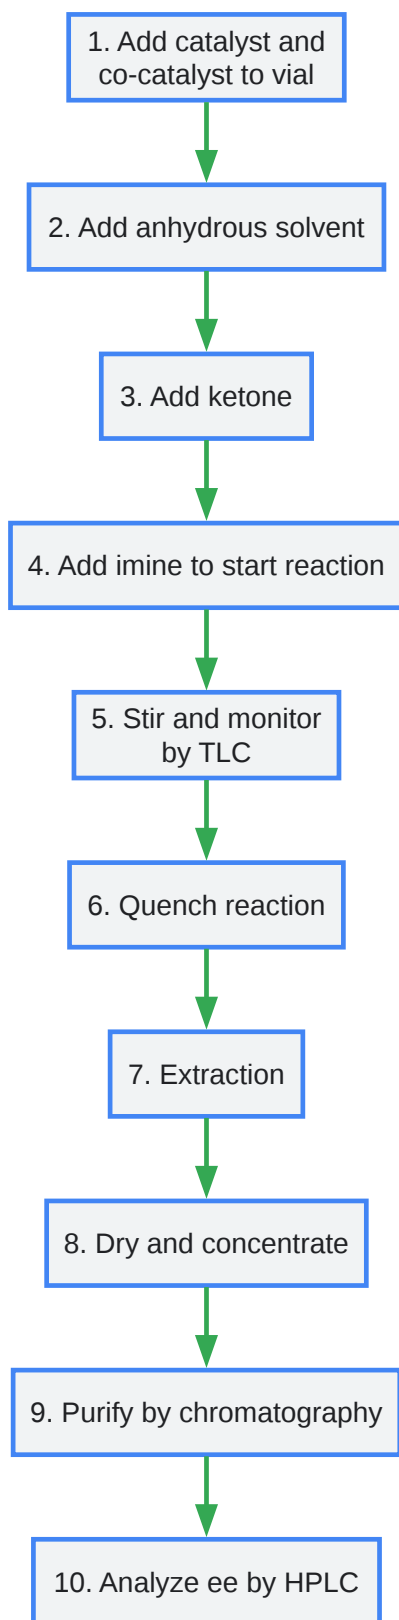 1. Add catalyst and
co-catalyst to vial
2. Add anhydrous solvent
3. Add ketone
4. Add imine to start reaction
5. Stir and monitor
by TLC
6. Quench reaction
7. Extraction
8. Dry and concentrate
9. Purify by chromatography
10. Analyze ee by HPLC